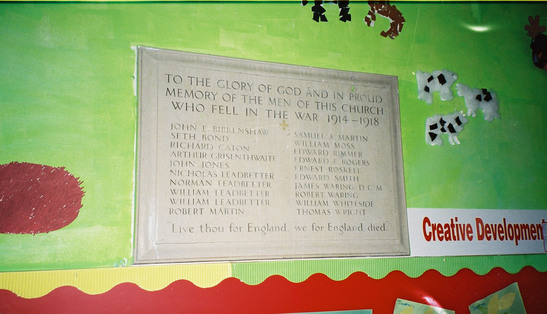 TO THE GLORY OF GOD AND IN PROUD
MEMORY OF THE MEN OF THIS CHURCH
WHO FELL IN THE WAR 1914-1918
JOHN E. BIBBENSHAW
SETH BOND
RICHARD CATON
ARTHUR GRISENTHWAITE
JOHN JONES
NICHOLAS LEADBETTER
NORMAN LEADBETTER
WILLIAM LEADBETTER
WILLIAM LEADBETTER
ROBERT MARTIN
SAMUEL A. MARTIN
WILLIAM MOSS
EDWARD RIMMER
EDWARD E. ROGERS
ERNEST ROSKELL
EDWARD SMITH
JAMES WARING D.C.M.
ROBERT WARING
WILLIAM WHITESIDE
THOMAS WRIGHT
Live thou for England, we for England died.
Creative Development